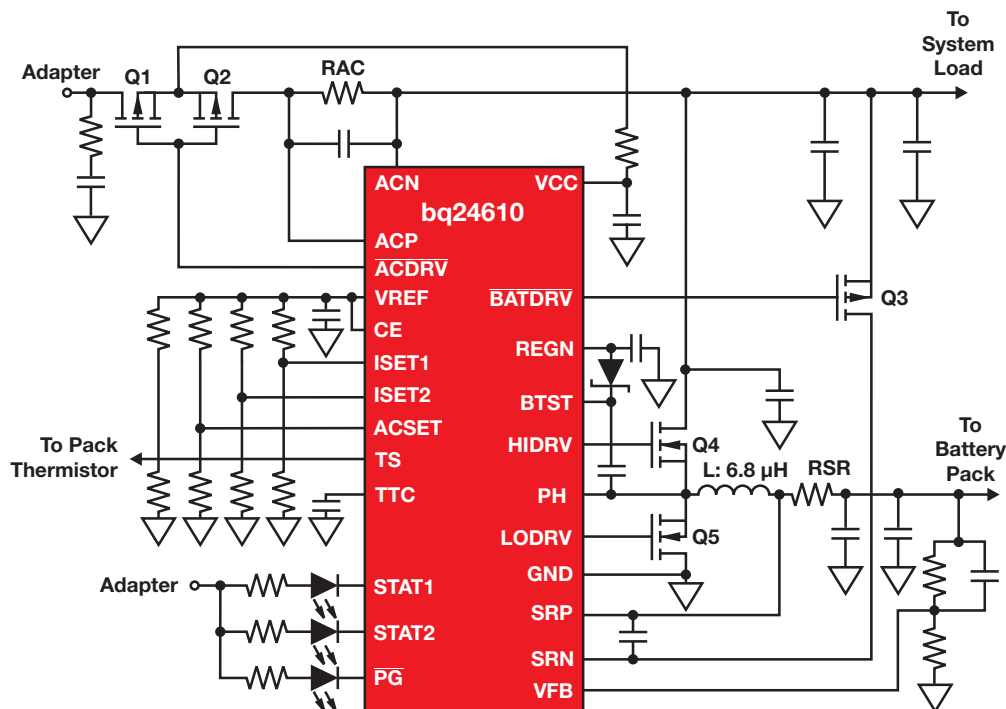 To
System
Load
Adapter
Q1
Q2
RAC
ACN
VCC
bq24610
ACP
ACDRV
VREF
BATDRV
Q3
CE
REGN
ISET1
ISET2
BTST
ACSET
HIDRV
Q4
To Pack
Thermistor
TS
To
Battery
Pack
L: 6.8 µH
RSR
TTC
PH
LODRV
Q5
GND
Adapter
STAT1
SRP
STAT2
SRN
PG
VFB